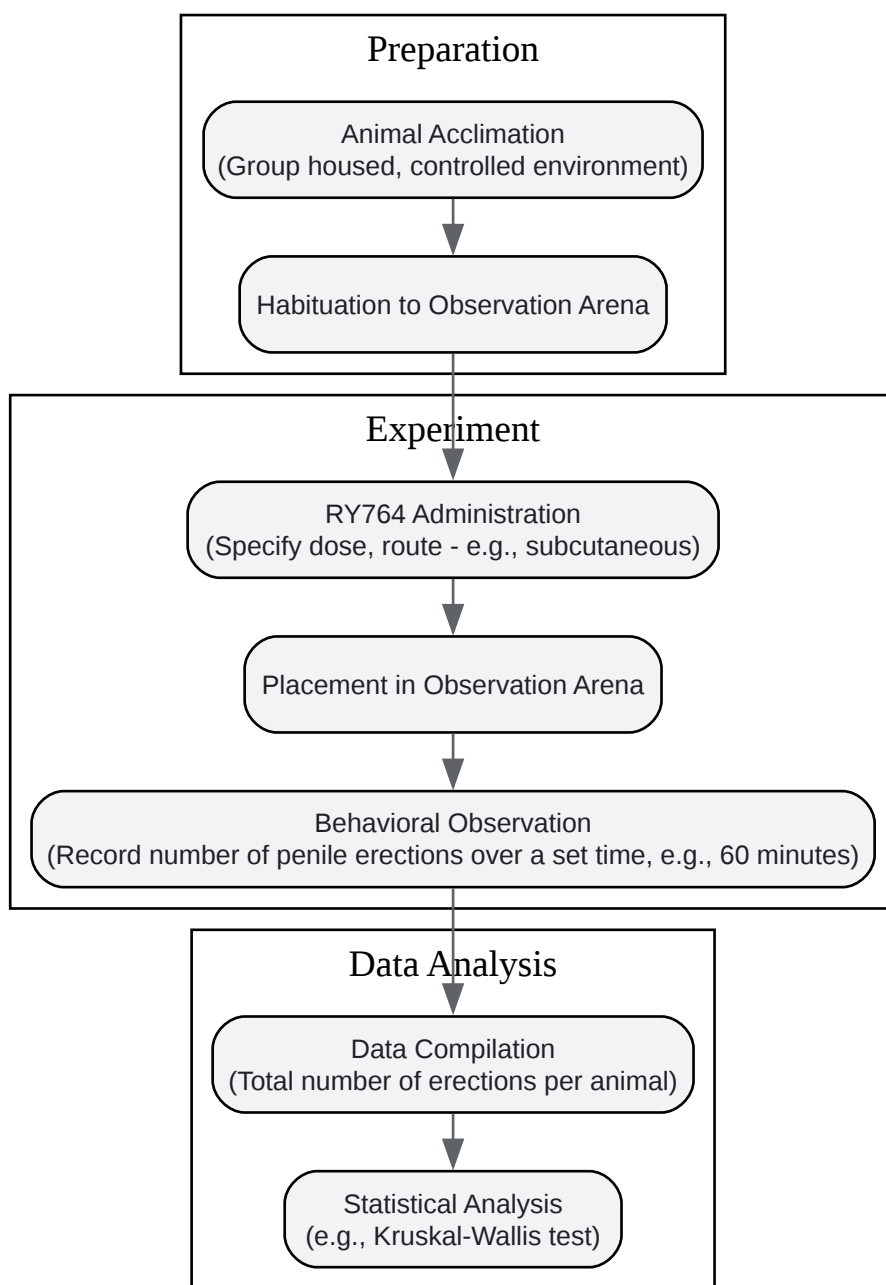 Preparation
Animal Acclimation
(Group housed, controlled environment)
Habituation to Observation Arena
Experiment
RY764 Administration
(Specify dose, route - e.g., subcutaneous)
Placement in Observation Arena
Behavioral Observation
(Record number of penile erections over a set time, e.g., 60 minutes)
Data Analysis
Data Compilation
(Total number of erections per animal)
Statistical Analysis
(e.g., Kruskal-Wallis test)